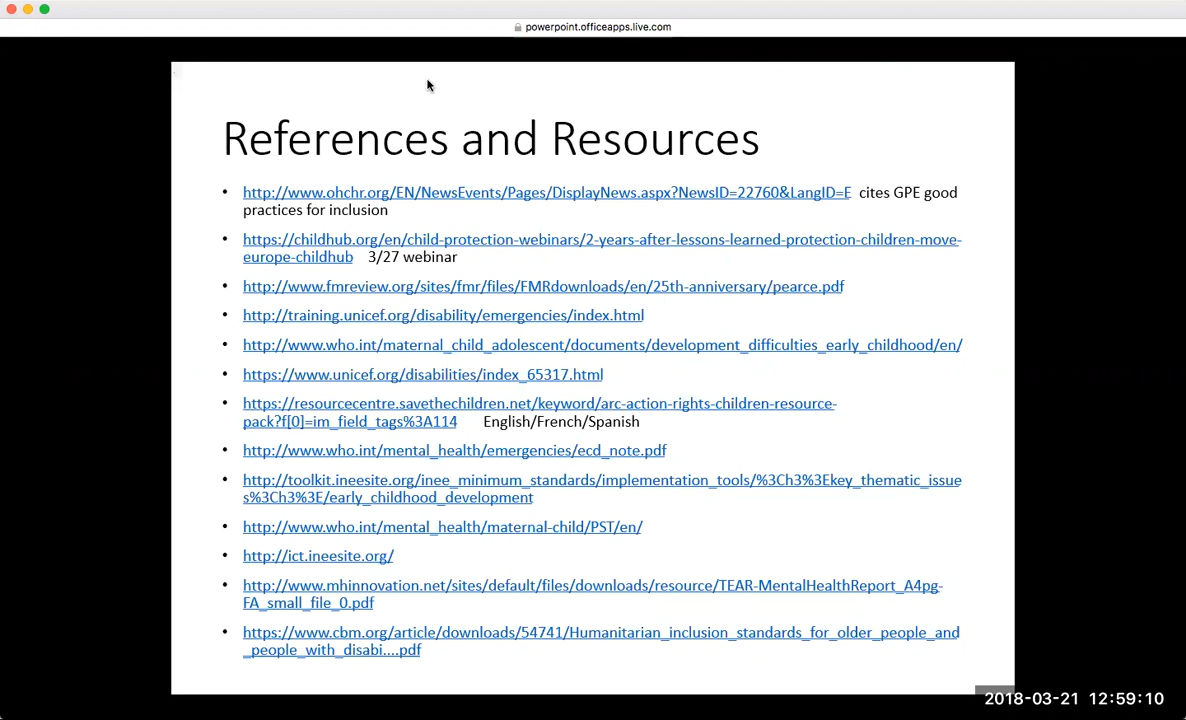 powerpoint.officeapps.live.com
References and Resources
• http://www.ohchr.org/EN/NewsEvents/Pages/DisplayNews.aspx?NewsID=22760&LangID=E cites GPE good
practices for inclusion
• https://childhub.org/en/child-protection-webinars/2-years-after-lessons-learned-protection-children-move-
europe-childhub 3/27 webinar
• http://www.fmreview.org/sites/fmr/files/FMRdownloads/en/25th-anniversary/pearce.pdf
• http://training.unicef.org/disability/emergencies/index.html
• http://www.who.int/maternal_child_adolescent/documents/development_difficulties_early_childhood/en/
• https://www.unicef.org/disabilities/index_65317.html
• https://resourcecentre.savethechildren.net/keyword/arc-action-rights-children-resource-
pack?f[0]=im_field_tags%3A114 English/French/Spanish
• http://www.who.int/mental_health/emergencies/ecd_note.pdf
• http://toolkit.ineesite.org/inee_minimum_standards/implementation_tools/%3Ch3%3Ekey_thematic_issue
s%3Ch3%3E/early_childhood_development
• http://www.who.int/mental_health/maternal-child/PST/en/
• http://ict.ineesite.org/
• http://www.mhinnovation.net/sites/default/files/downloads/resource/TEAR-MentalHealthReport_A4pg-
FA_small_file_0.pdf
• https://www.cbm.org/article/downloads/54741/Humanitarian_inclusion_standards_for_older_people_and
_people_with_disabi....pdf
2018-03-21 12:59:10